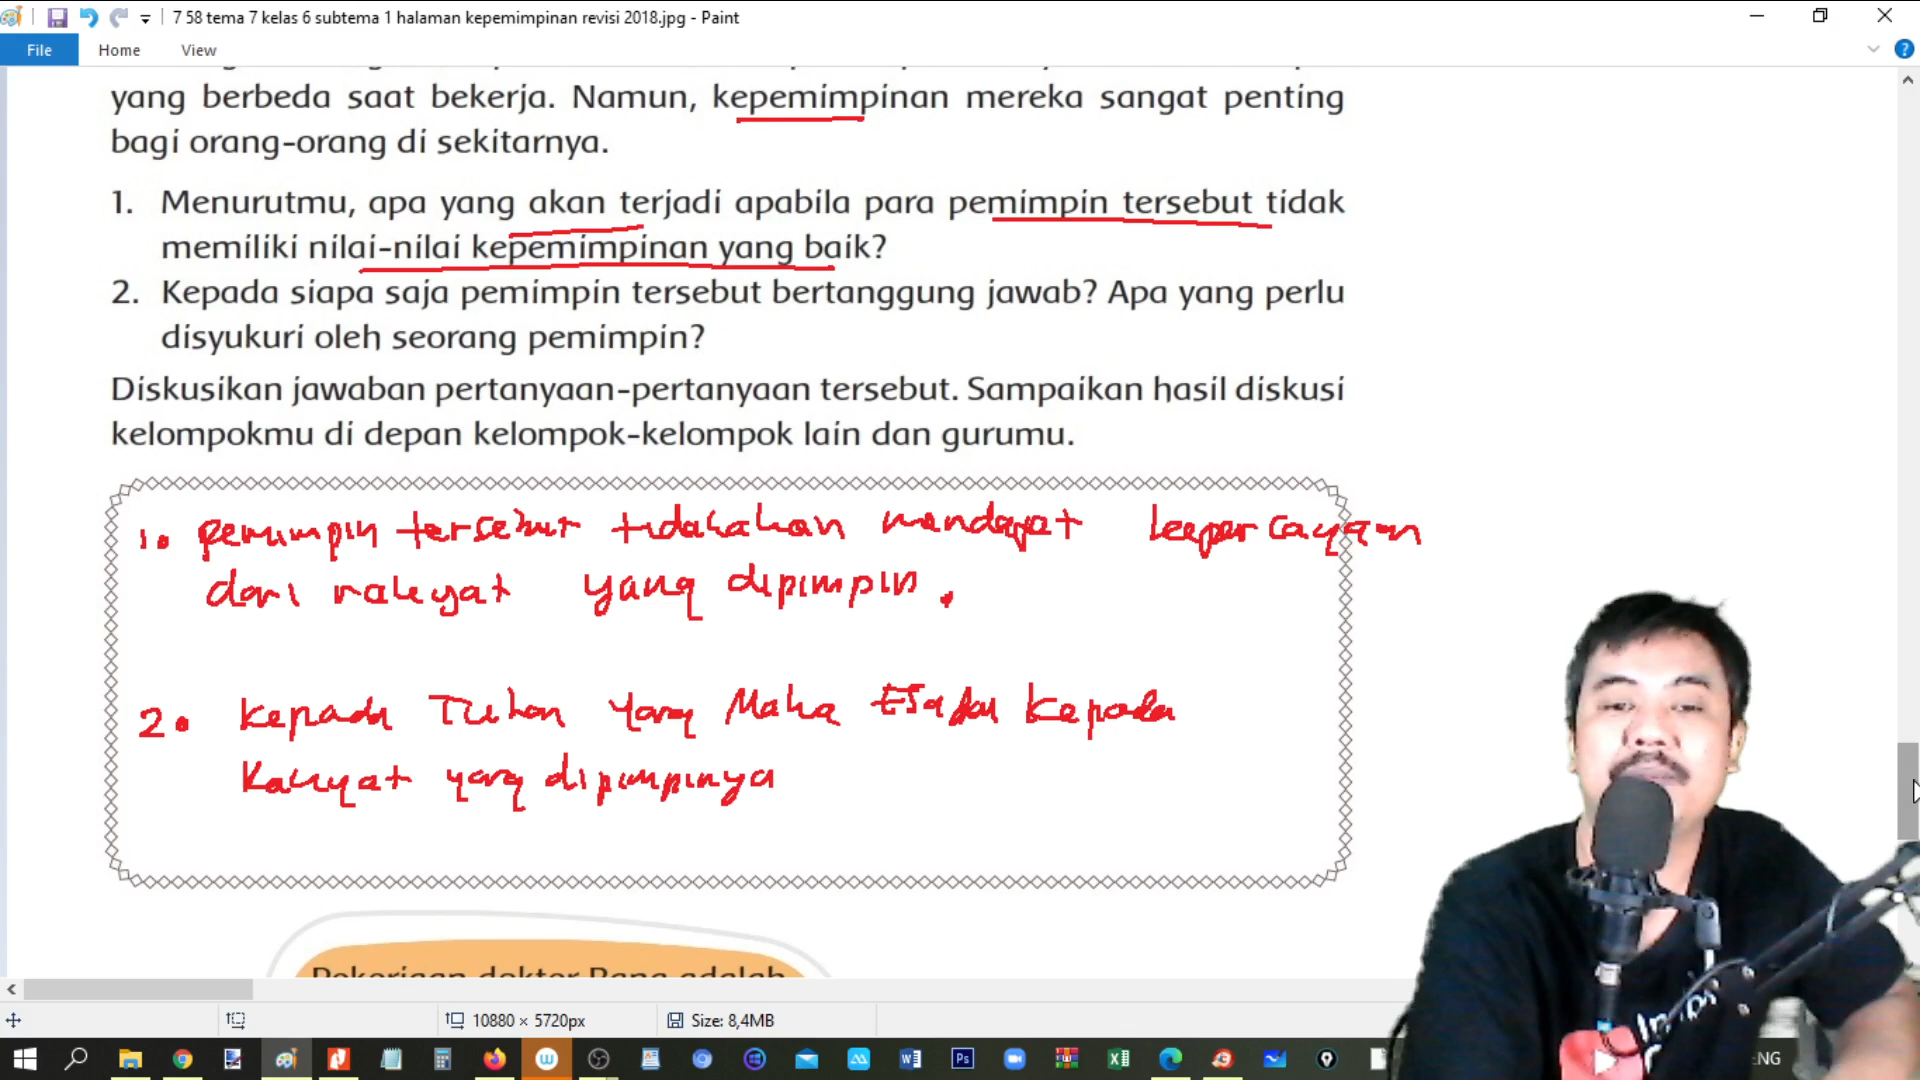 7 58 tema 7 kelas 6 subtema 1 halaman kepemimpinan revisi 2018.jpg - Paint
File Home View
yang berbeda saat bekerja. Namun, kepemimpinan mereka sangat penting
bagi orang-orang di sekitarnya.
1. Menurutmu, apa yang akan terjadi apabila para pemimpin tersebut tidak
memiliki nilai-nilai kepemimpinan yang baik?
2. Kepada siapa saja pemimpin tersebut bertanggung jawab? Apa yang perlu
disyukuri oleh seorang pemimpin?
Diskusikan jawaban pertanyaan-pertanyaan tersebut. Sampaikan hasil diskusi
kelompokmu di depan kelompok-kelompok lain dan gurumu.
1. pemimpin tersebut tidakakan mendapat kepercayaan
dari rakyat yang dipimpin.
2. Kepada Tuhan yang Maha Esa dan Kepada
Rakyat yang dipimpinya
Pekerjaan dokter Rana adalah
10880 × 5720px Size: 8,4MB
ENG